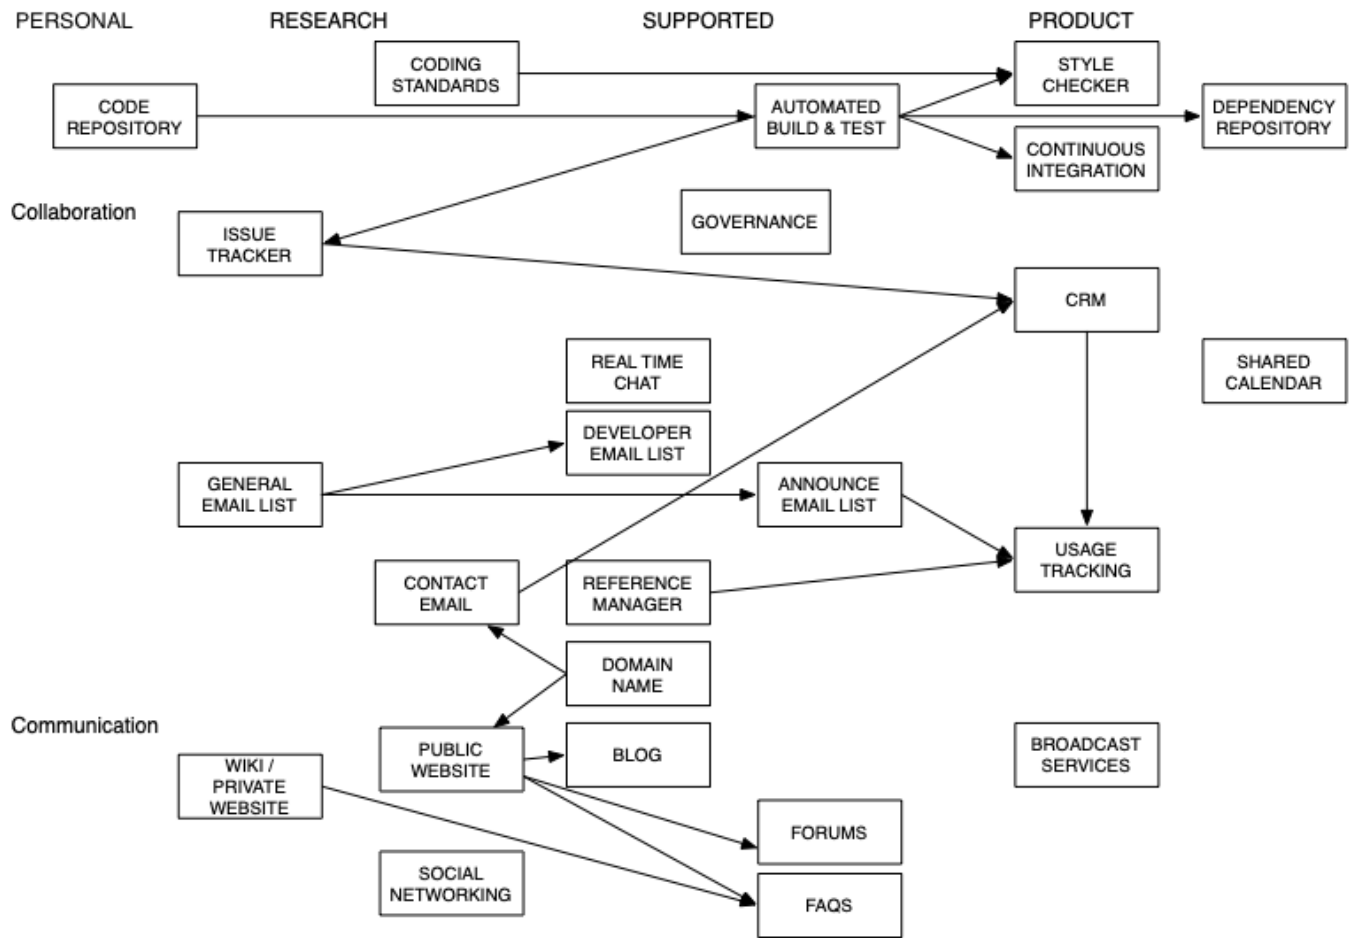 PERSONAL
RESEARCH
SUPPORTED
PRODUCT
CODING
STANDARDS
STYLE
CHECKER
CODE
REPOSITORY
AUTOMATED
BUILD & TEST
DEPENDENCY
REPOSITORY
CONTINUOUS
INTEGRATION
Collaboration
ISSUE
TRACKER
GOVERNANCE
CRM
REAL TIME
CHAT
SHARED
CALENDAR
DEVELOPER
EMAIL LIST
GENERAL
EMAIL LIST
ANNOUNCE
EMAIL LIST
USAGE
TRACKING
CONTACT
EMAIL
REFERENCE
MANAGER
DOMAIN
NAME
Communication
PUBLIC
WEBSITE
BLOG
BROADCAST
SERVICES
WIKI /
PRIVATE
WEBSITE
FORUMS
SOCIAL
NETWORKING
FAQS